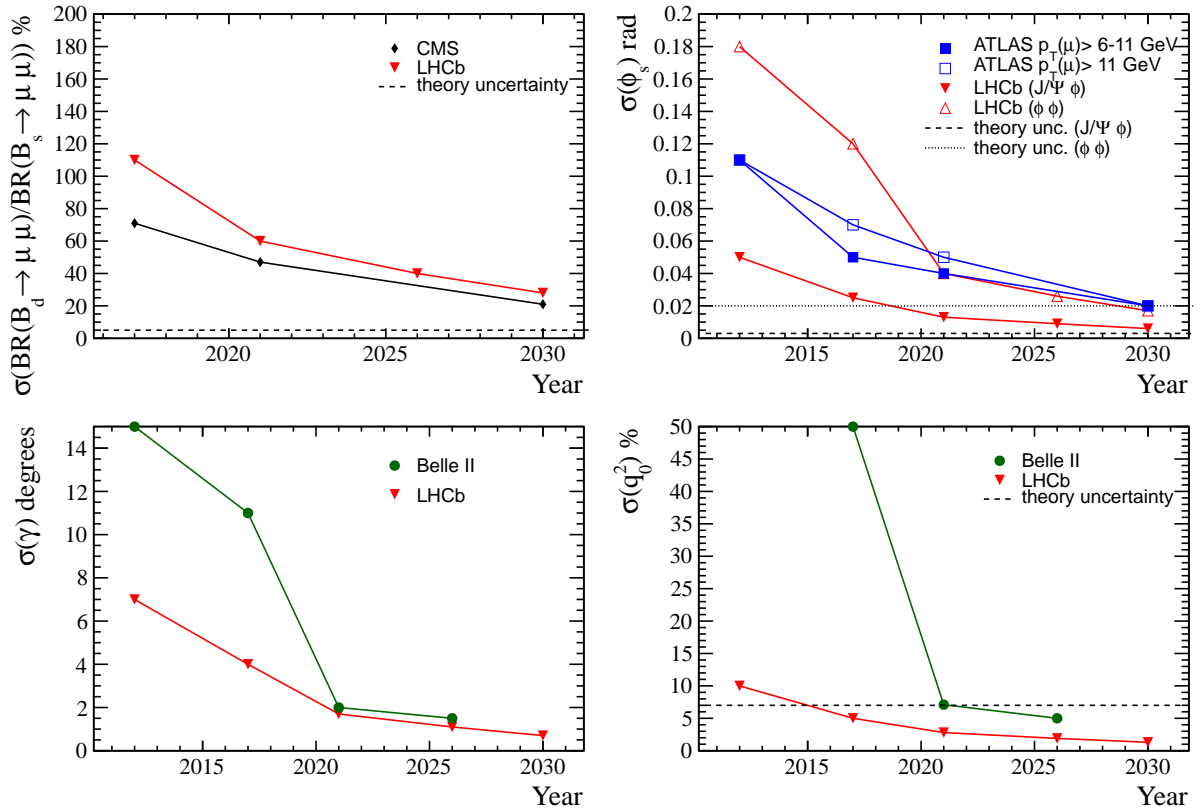 σ(BR(B_d → μ μ)/BR(B_s → μ μ)) %
200
180
160
140
120
100
80
60
40
20
0
CMS
LHCb
theory uncertainty
2020
2025
2030
Year
σ(ϕ_s) rad
0.2
0.18
0.16
0.14
0.12
0.1
0.08
0.06
0.04
0.02
0
ATLAS p_T(μ)> 6-11 GeV
ATLAS p_T(μ)> 11 GeV
LHCb (J/Ψ ϕ)
LHCb (ϕ ϕ)
theory unc. (J/Ψ ϕ)
theory unc. (ϕ ϕ)
2015
2020
2025
2030
Year
σ(γ) degrees
14
12
10
8
6
4
2
0
Belle II
LHCb
2015
2020
2025
2030
Year
σ(q_0^2) %
50
45
40
35
30
25
20
15
10
5
0
Belle II
LHCb
theory uncertainty
2015
2020
2025
2030
Year